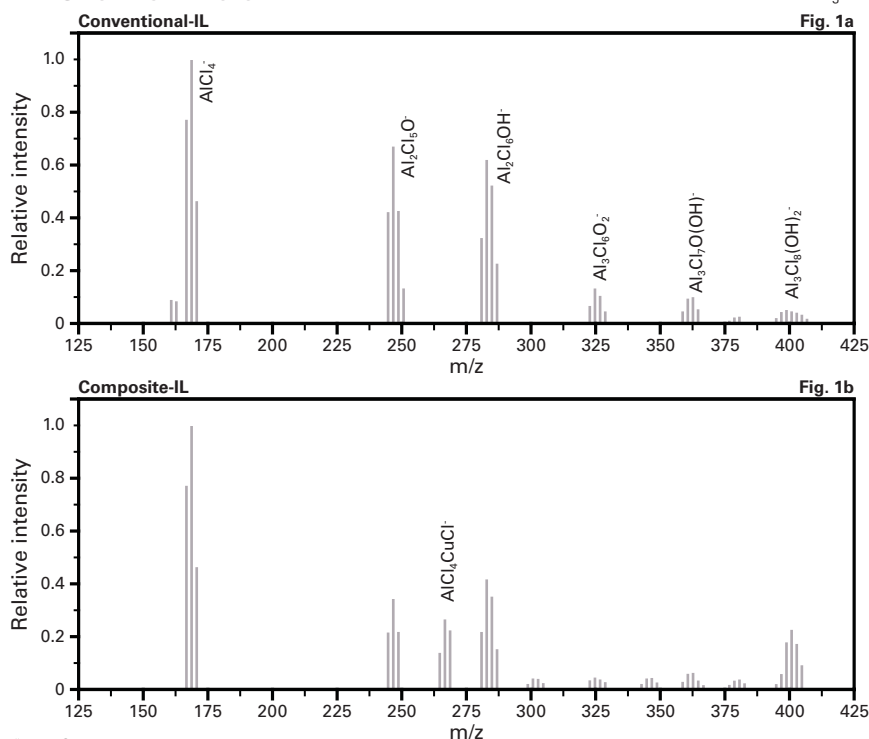 Conventional-IL Fig. 1a
Relative intensity
1.0
0.8
0.6
0.4
0.2
0
AlCl₄⁻
Al₂Cl₅O⁻
Al₂Cl₆OH⁻
Al₃Cl₆O₂⁻
Al₃Cl₇O(OH)⁻
Al₃Cl₈(OH)₂⁻
125 175 200 225 250 275 300 325 350 375 400 425
m/z
Composite-IL Fig. 1b
Relative intensity
1.0
0.8
0.6
0.4
0.2
0
AlCl₄CuCl⁻
125 175 200 225 250 275 300 325 350 375 400 425
m/z